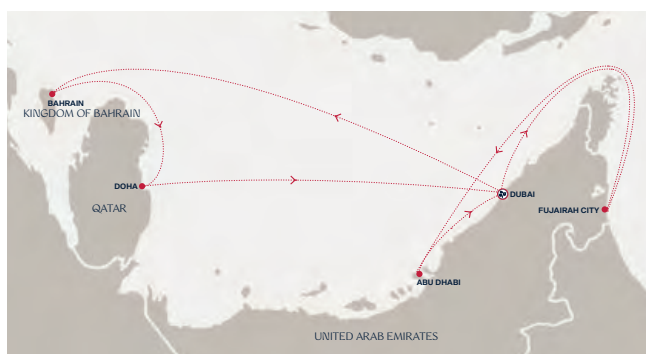 BAHRAIN
KINGDOM OF BAHRAIN
DOHA
QATAR
DUBAI
FUJAIRAH CITY
ABU DHABI
UNITED ARAB EMIRATES